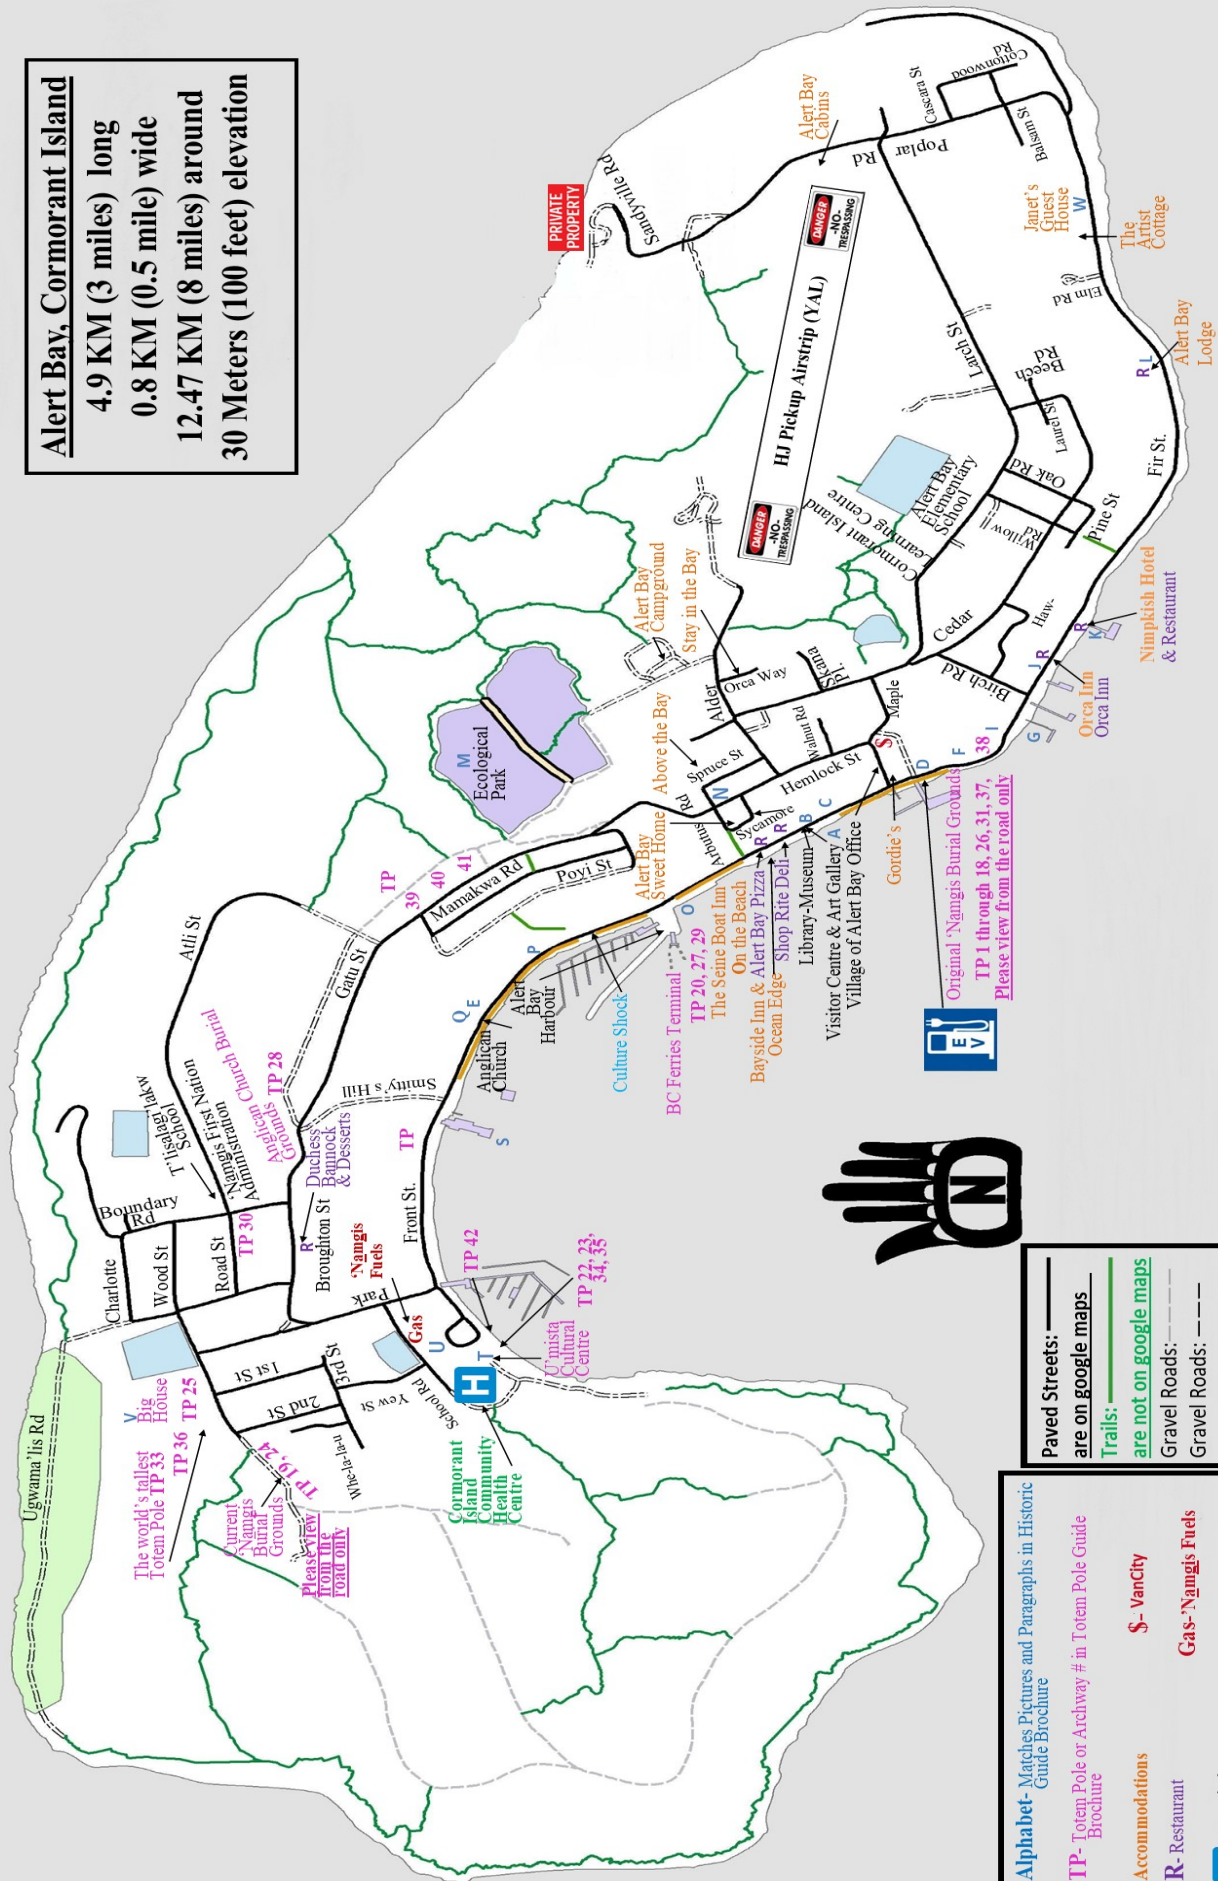 Alert Bay, Cormorant Island
4.9 KM (3 miles) long
0.8 KM (0.5 mile) wide
12.47 KM (8 miles) around
30 Meters (100 feet) elevation
Ugwama'lis Rd
The world's tallest
Totem Pole TP 33
TP 36
TP 25
V
Big
House
Current
'Namgis
Burial
Grounds
TP 19, 24
Please view
from the
road only
Whe-la-la-u
1st St
2nd St
3rd St
Yew St
School Rd
Charlotte
Wood St
Road St
Boundary
Rd
T'lisalagi'lakw
School
'Namgis First Nation
Administration
TP 30
Atli St
Gatu St
Anglican Church Burial
Grounds TP 28
Duchess
Bannock
& Desserts
R
Broughton St
'Namgis
Fuels
Gas
Park
Front St.
TP
Smitty's Hill
U
T
H
Cormorant
Island
Community
Health
Centre
TP 42
TP 22, 23,
34, 35
U'mista
Cultural
Centre
S
Q
E
Anglican
Church
Alert
Bay
Harbour
P
Culture Shock
O
TP
39
40
41
Mamakwa Rd
Poyi St
M
Ecological
Park
Alert Bay
Campground
Stay in the Bay
Above the Bay
Alert Bay
Sweet Home
Arbutus
Rd
Spruce St
N
Sycamore
Hemlock St
Walnut Rd
Alder
Orca Way
Skana
Pl.
Maple
$
BC Ferries Terminal
TP 20, 27, 29
The Seine Boat Inn
On the Beach
Bayside Inn & Alert Bay Pizza
R
Ocean Edge
Shop Rite Deli
R
Library-Museum
B
C
A
Visitor Centre & Art Gallery
Village of Alert Bay Office
Gordie's
D
F
I
G
Original 'Namgis Burial Grounds
TP 1 through 18, 26, 31, 37,
38
Please view from the road only
EV
Orca Inn
Orca Inn
J
R
R
K
Nimpkish Hotel
& Restaurant
Birch Rd
Cedar
Haw-
Willow
Rd
Oak Rd
Pine St
Laurel St
Beech
Rd
Larch St
Fir St.
Elm Rd
R
L
Alert Bay
Lodge
Janet's
Guest
House
W
The
Artist
Cottage
Cormorant Island
Learning Centre
Alert Bay
Elementary
School
DANGER
-NO-
TRESPASSING
HJ Pickup Airstrip (YAL)
DANGER
-NO-
TRESPASSING
PRIVATE
PROPERTY
Sandyville Rd
Alert Bay
Cabins
Poplar
Rd
Cascara St
Cottonwood
Rd
Balsam St
N
Paved Streets:
are on google maps
Trails:
are not on google maps
Gravel Roads:
Gravel Roads:
Alphabet- Matches Pictures and Paragraphs in Historic
Guide Brochure
TP- Totem Pole or Archway # in Totem Pole Guide
Brochure
Accommodations
$- VanCity
R- Restaurant
Gas-'Namgis Fuels